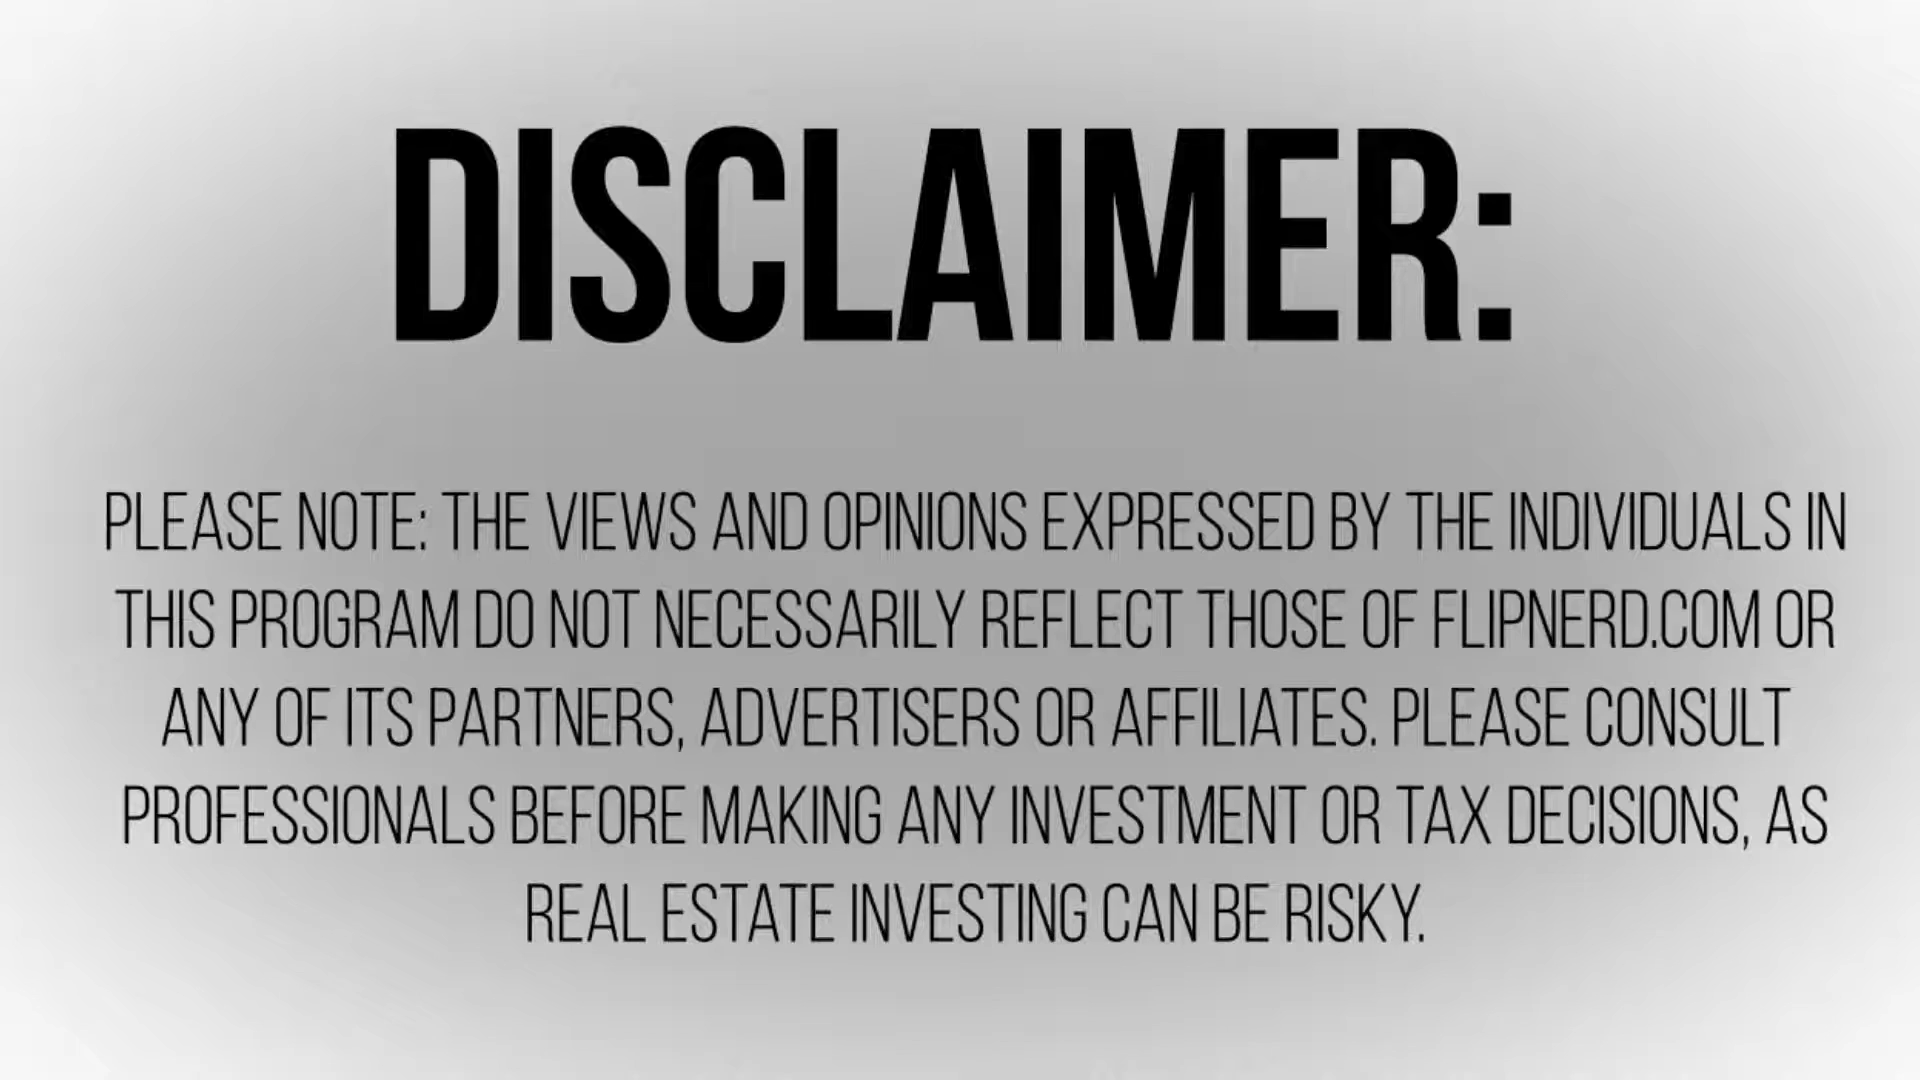 DISCLAIMER:
PLEASE NOTE: THE VIEWS AND OPINIONS EXPRESSED BY THE INDIVIDUALS IN
THIS PROGRAM DO NOT NECESSARILY REFLECT THOSE OF FLIPNERD.COM OR
ANY OF ITS PARTNERS, ADVERTISERS OR AFFILIATES. PLEASE CONSULT
PROFESSIONALS BEFORE MAKING ANY INVESTMENT OR TAX DECISIONS, AS
REAL ESTATE INVESTING CAN BE RISKY.